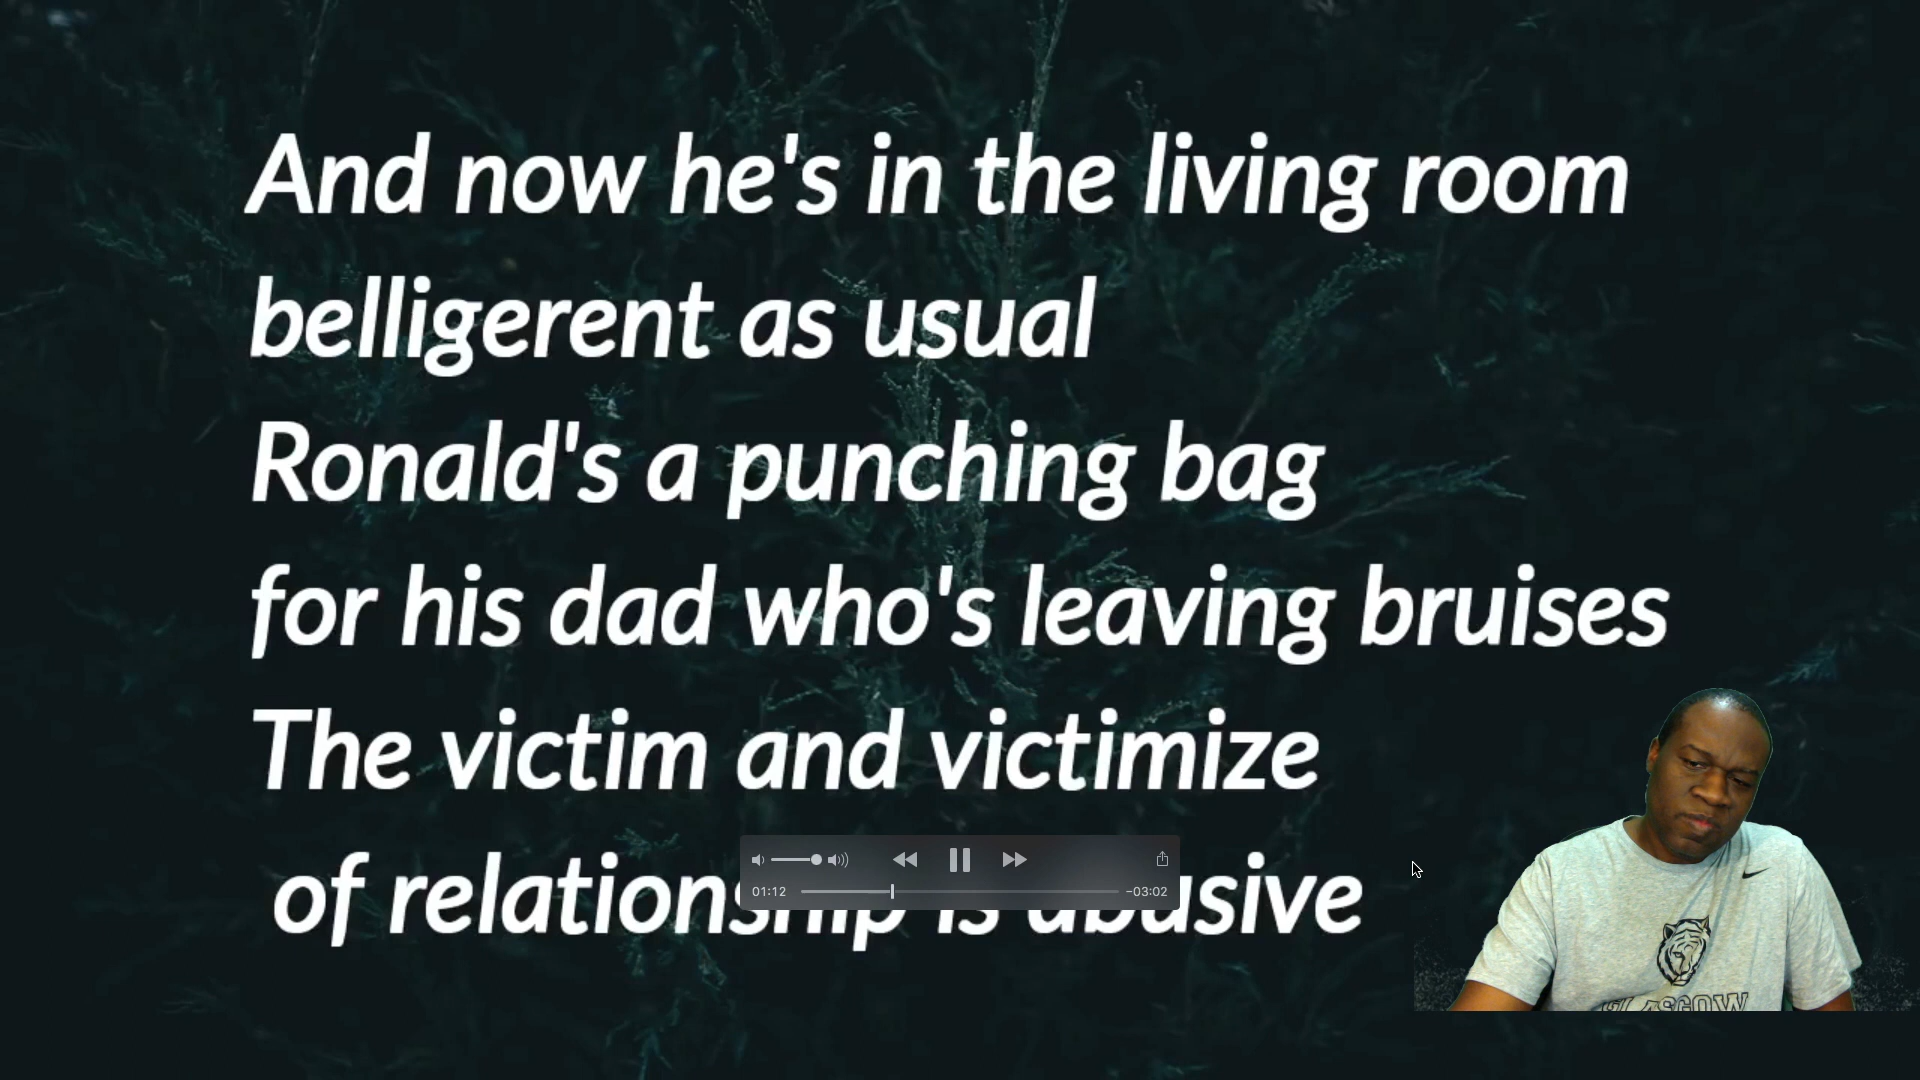 And now he's in the living room
belligerent as usual
Ronald's a punching bag
for his dad who's leaving bruises
The victim and victimize
of relationship is abusive
01:12
−03:02
GLASGOW